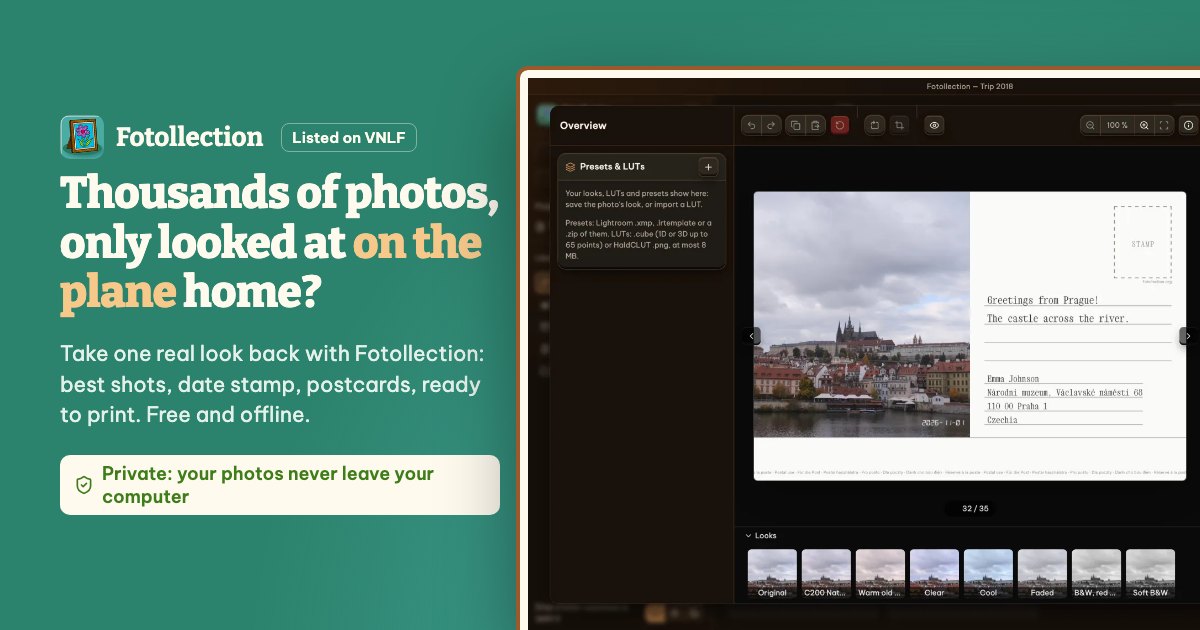 Fotollection
Listed on VNLF
Thousands of photos,
only looked at on the
plane home?
Take one real look back with Fotollection:
best shots, date stamp, postcards, ready
to print. Free and offline.
Private: your photos never leave your
computer
Fotollection — Trip 2018
Overview
100 %
Presets & LUTs
Your looks, LUTs and presets show here:
save the photo's look, or import a LUT.
Presets: Lightroom .xmp, .lrtemplate or a
.zip of them. LUTs: .cube (1D or 3D up to
65 points) or HaldCLUT .png, at most 8
MB.
STAMP
fotollection.org
Greetings from Prague!
The castle across the river.
Emma Johnson
Národní muzeum, Václavské náměstí 68
110 00 Praha 1
Czechia
32 / 35
Looks
Original
C200 Nat...
Warm old ...
Clear
Cool
Faded
B&W, red ...
Soft B&W